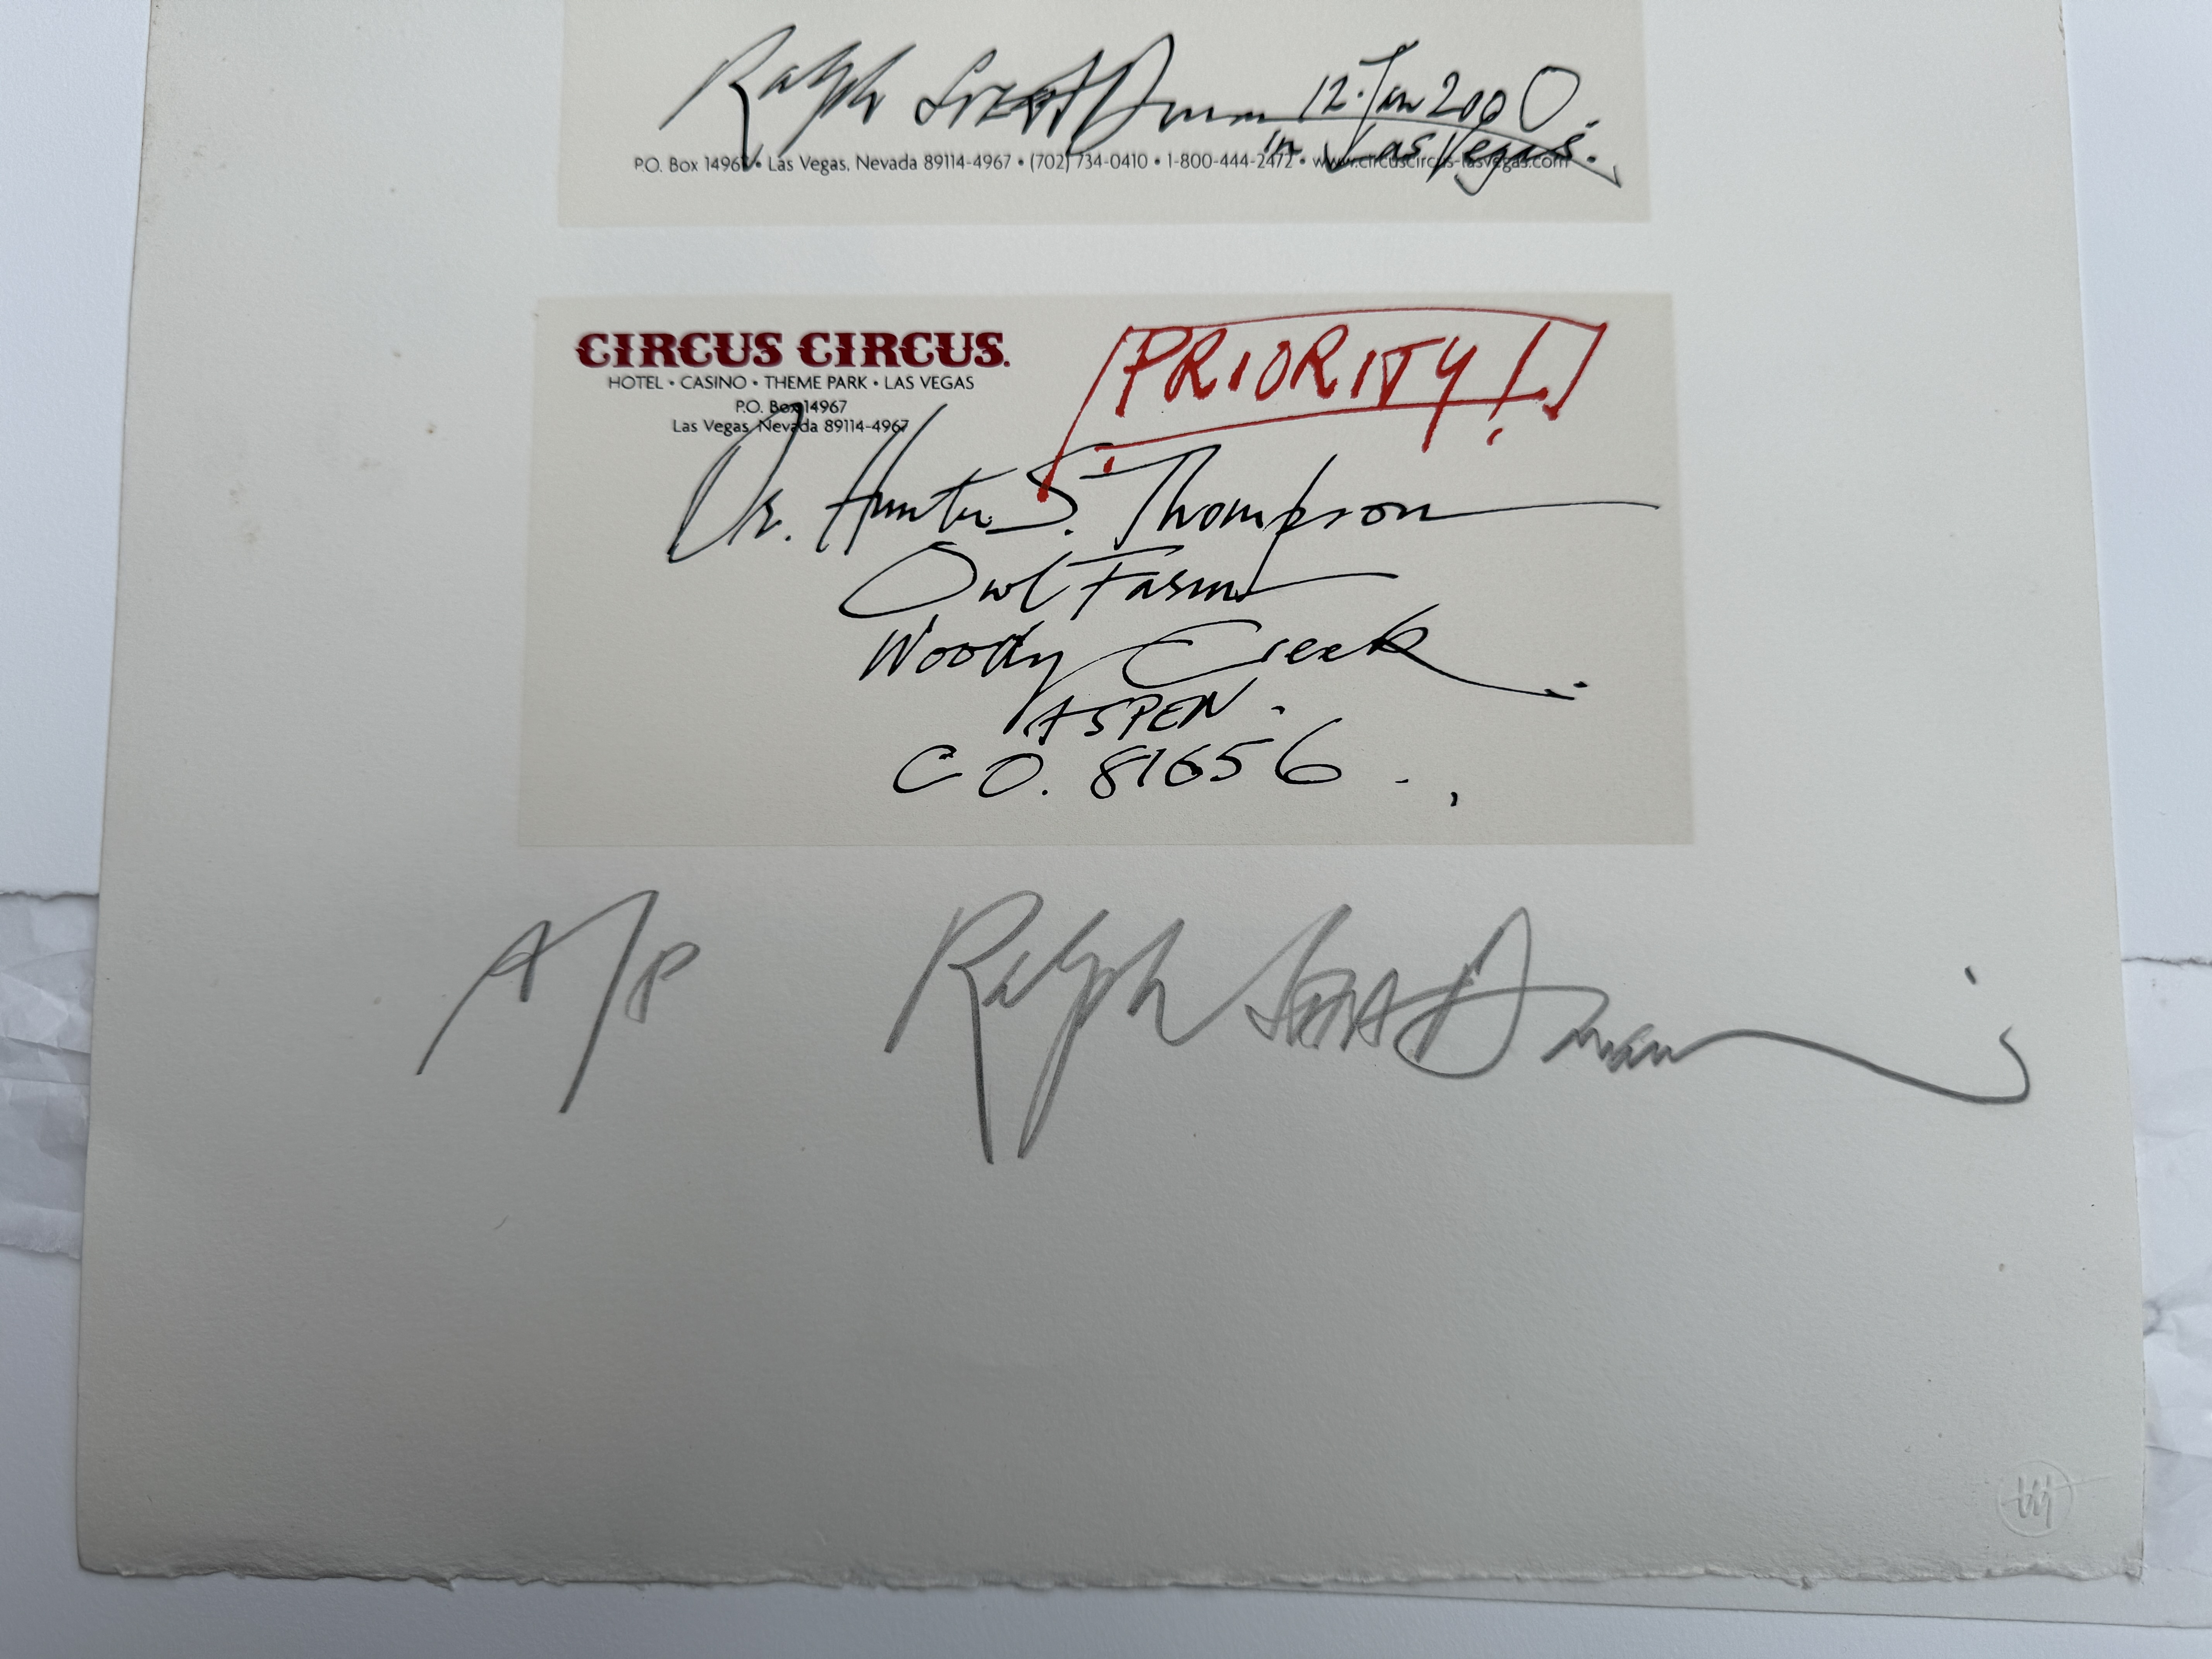 Ralph STEADman 12. Jan 2000.
in Las Vegas.
P.O. Box 14967 • Las Vegas, Nevada 89114-4967 • (702) 734-0410 • 1-800-444-2472 • www.circuscircus-lasvegas.com
CIRCUS CIRCUS.
HOTEL • CASINO • THEME PARK • LAS VEGAS
P.O. Box 14967
Las Vegas, Nevada 89114-4967
PRIORITY!
Dr. Hunter S. Thompson
Owl Farm
Woody Creek
ASPEN.
CO. 81656
A/P Ralph STEADman